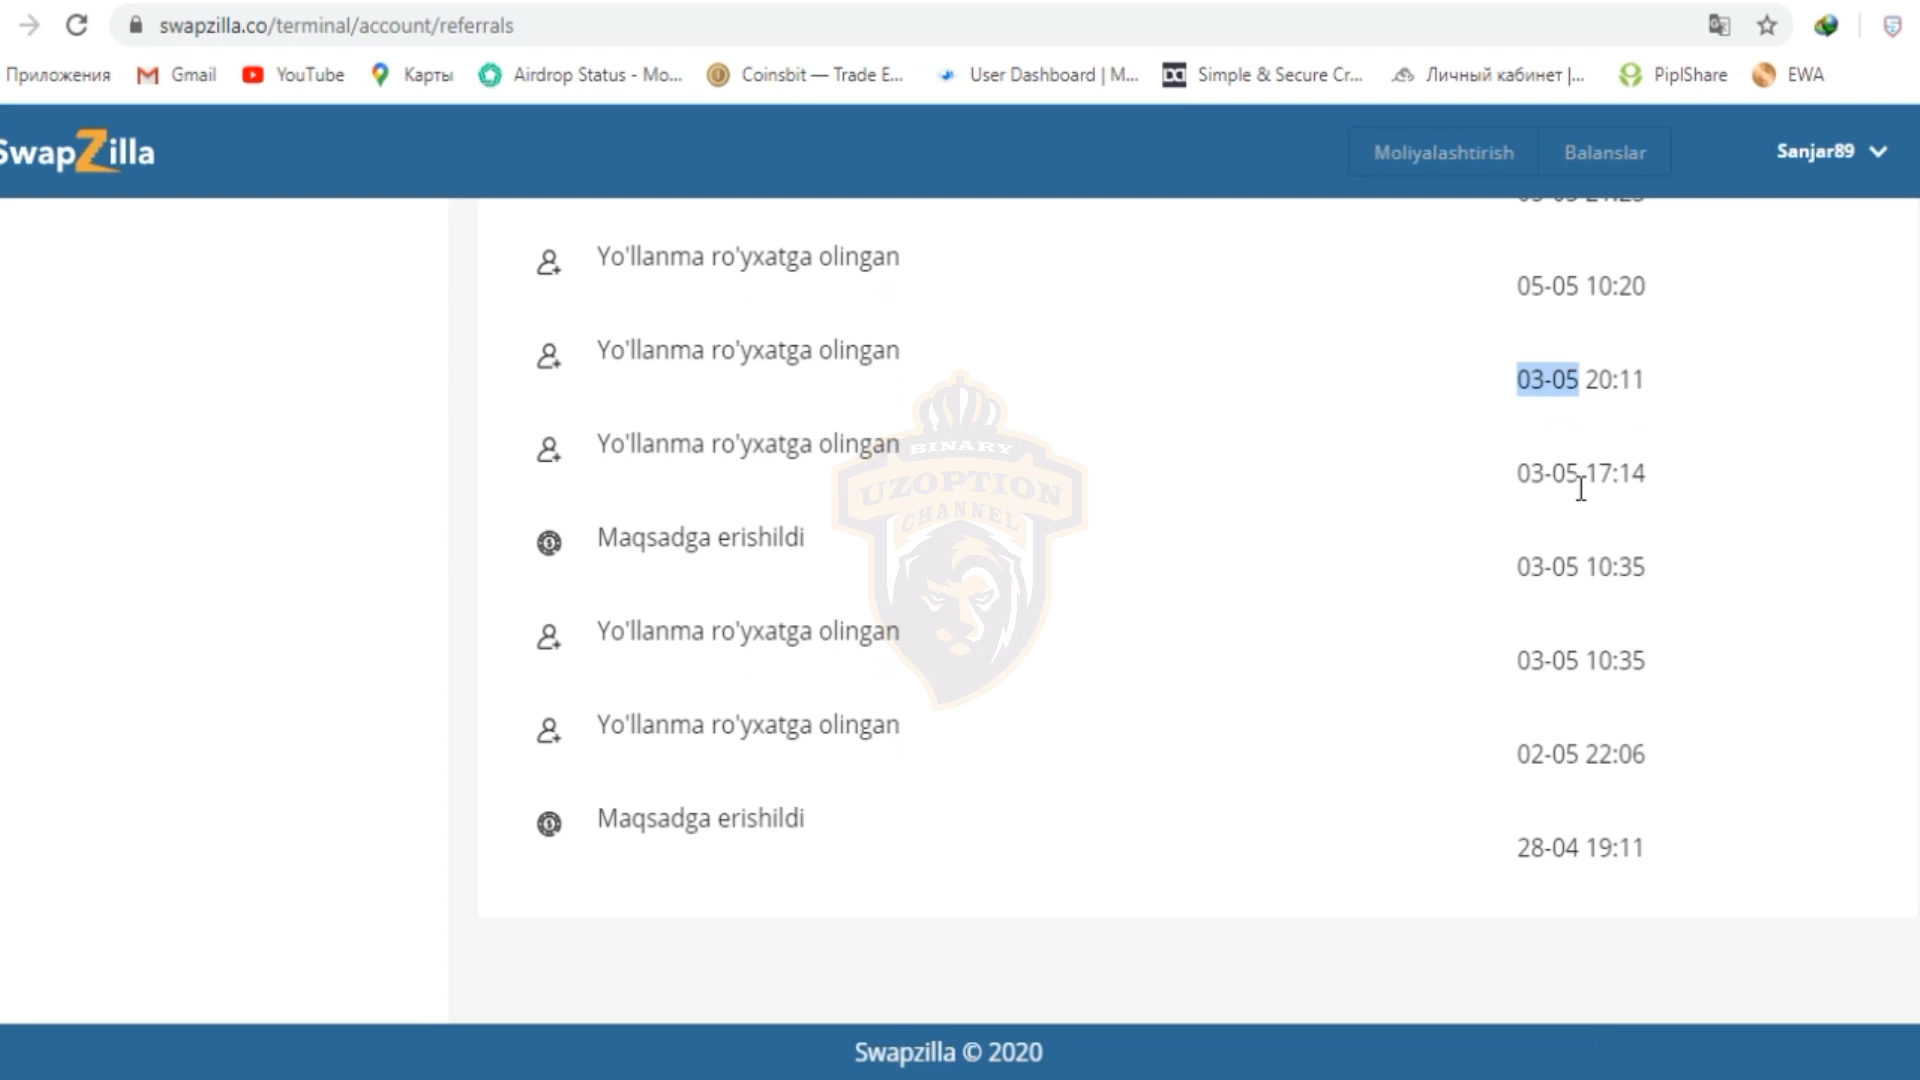 swapzilla.co/terminal/account/referrals
Приложения Gmail YouTube Карты Airdrop Status - Mo... Coinsbit — Trade E... User Dashboard | M... Simple & Secure Cr... Личный кабинет |... PiplShare EWA
SwapZilla Moliyalashtirish Balanslar Sanjar89
Yo'llanma ro'yxatga olingan
05-05 10:20
Yo'llanma ro'yxatga olingan
03-05 20:11
Yo'llanma ro'yxatga olingan
03-05 17:14
Maqsadga erishildi
03-05 10:35
Yo'llanma ro'yxatga olingan
03-05 10:35
Yo'llanma ro'yxatga olingan
02-05 22:06
Maqsadga erishildi
28-04 19:11
BINARY
UZOPTION
CHANNEL
Swapzilla © 2020